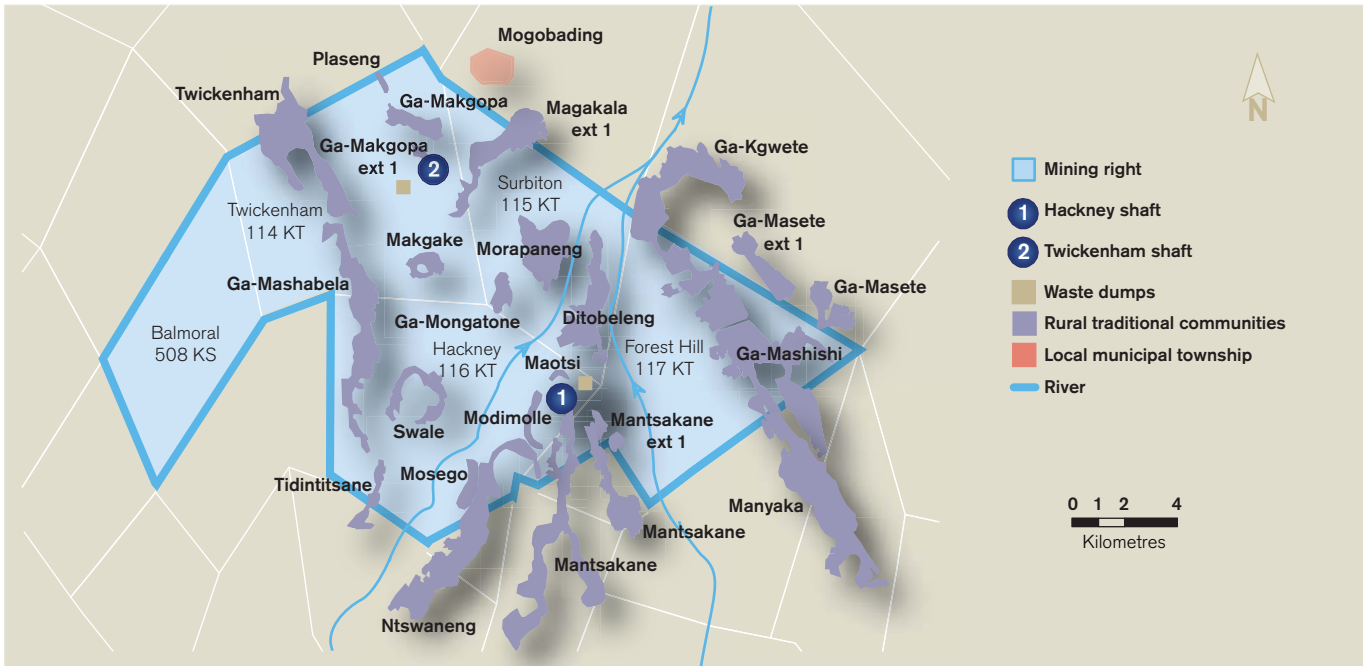 Mogobading
Plaseng
Twickenham
Ga-Makgopa
Magakala
ext 1
Ga-Makgopa
ext 1
2
Ga-Kgwete
Surbiton
115 KT
Twickenham
114 KT
Ga-Masete
ext 1
Makgake
Morapaneng
Ga-Mashabela
Ga-Masete
Balmoral
508 KS
Ga-Mongatone
Ditobeleng
Hackney
116 KT
Forest Hill
117 KT
Ga-Mashishi
Maotsi
1
Swale
Modimolle
Mantsakane
ext 1
Tidintitsane
Mosego
Manyaka
Mantsakane
Mantsakane
Ntswaneng
N
Mining right
1 Hackney shaft
2 Twickenham shaft
Waste dumps
Rural traditional communities
Local municipal township
River
0 1 2 4
Kilometres